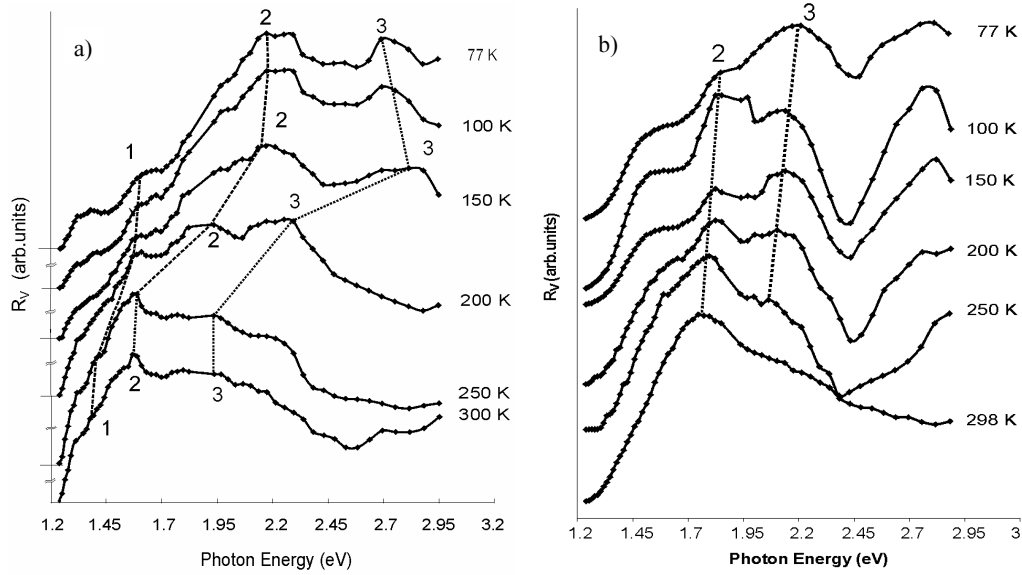 a)
2
3
77 K
100 K
2
1
3
150 K
2
3
200 K
2
3
250 K
300 K
1
R_V (arb.units)
1.2 1.45 1.7 1.95 2.2 2.45 2.7 2.95 3.2
Photon Energy (eV)
b)
3
77 K
2
100 K
150 K
200 K
250 K
298 K
R_V (arb.units)
1.2 1.45 1.7 1.95 2.2 2.45 2.7 2.95 3
Photon Energy (eV)